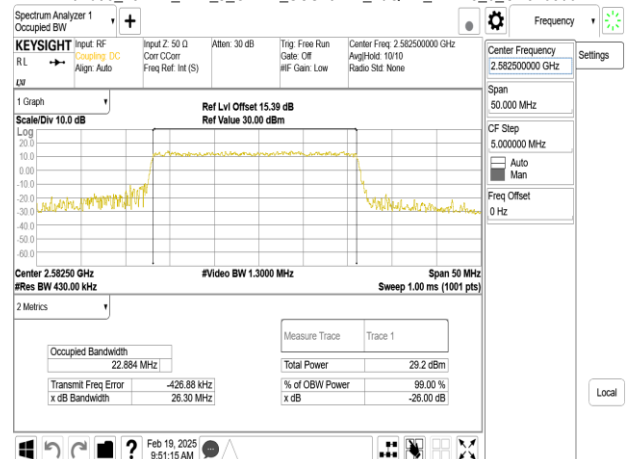 Spectrum Analyzer 1
Occupied BW
Frequency
KEYSIGHT
RL
LXI
Input: RF
Coupling: DC
Align: Auto
Input Z: 50 Ω
Corr CCorr
Freq Ref: Int (S)
Atten: 30 dB
Trig: Free Run
Gate: Off
#IF Gain: Low
Center Freq: 2.582500000 GHz
Avg|Hold: 10/10
Radio Std: None
Center Frequency
2.582500000 GHz
Settings
Span
50.000 MHz
CF Step
5.000000 MHz
Auto
Man
Freq Offset
0 Hz
1 Graph
Ref Lvl Offset 15.39 dB
Scale/Div 10.0 dB
Ref Value 30.00 dBm
Log
20.0
10.0
0.00
-10.0
-20.0
-30.0
-40.0
-50.0
-60.0
Center 2.58250 GHz
#Video BW 1.3000 MHz
Span 50 MHz
#Res BW 430.00 kHz
Sweep 1.00 ms (1001 pts)
2 Metrics
Measure Trace Trace 1
Occupied Bandwidth
22.884 MHz
Total Power 29.2 dBm
Transmit Freq Error -426.88 kHz
% of OBW Power 99.00 %
x dB Bandwidth 26.30 MHz
x dB -26.00 dB
Local
Feb 19, 2025
9:51:15 AM